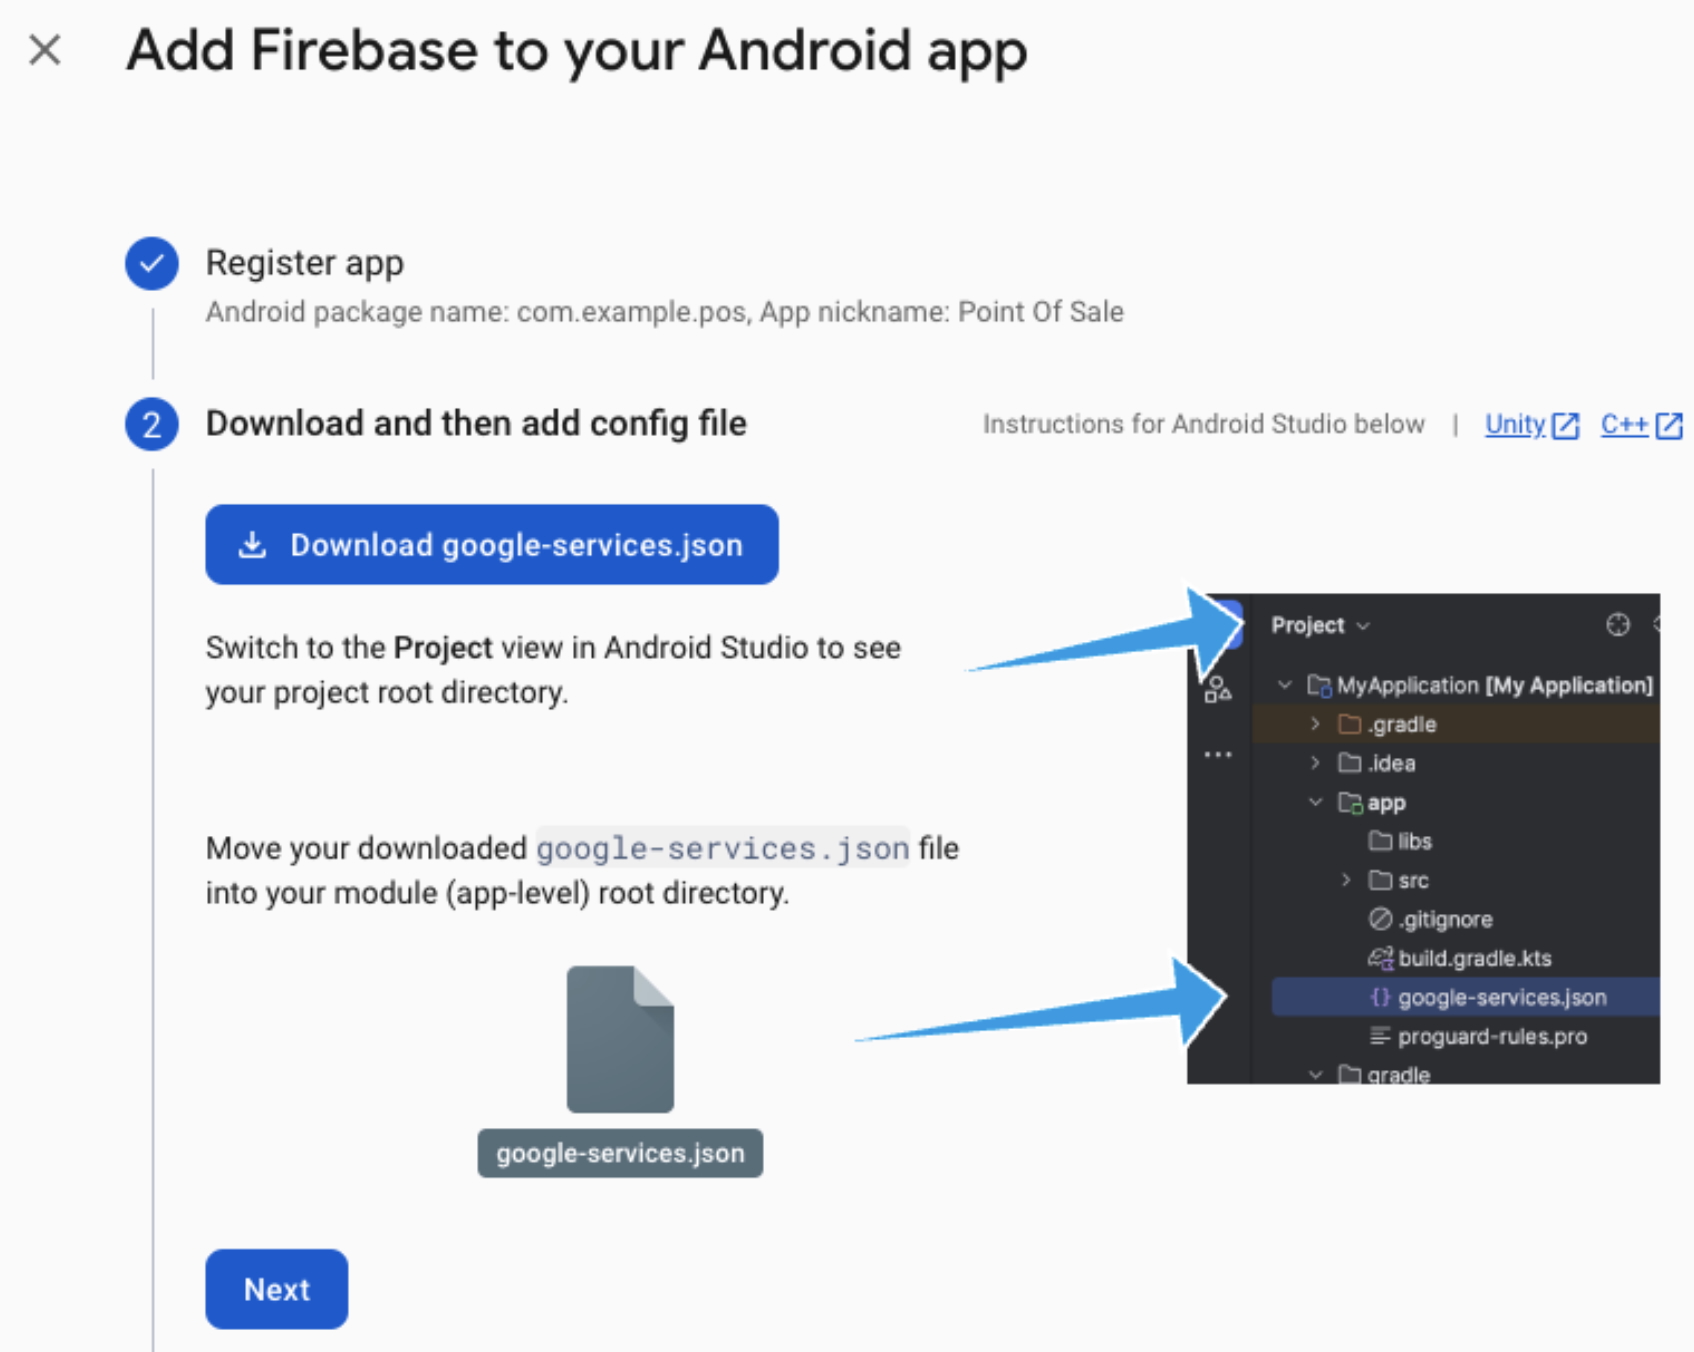 Add Firebase to your Android app
Register app
Android package name: com.example.pos, App nickname: Point Of Sale
2
Download and then add config file
Instructions for Android Studio below | Unity C++
Download google-services.json
Switch to the Project view in Android Studio to see
your project root directory.
Move your downloaded google-services.json file
into your module (app-level) root directory.
google-services.json
Project
MyApplication [My Application]
.gradle
.idea
app
libs
src
.gitignore
build.gradle.kts
{} google-services.json
proguard-rules.pro
gradle
Next